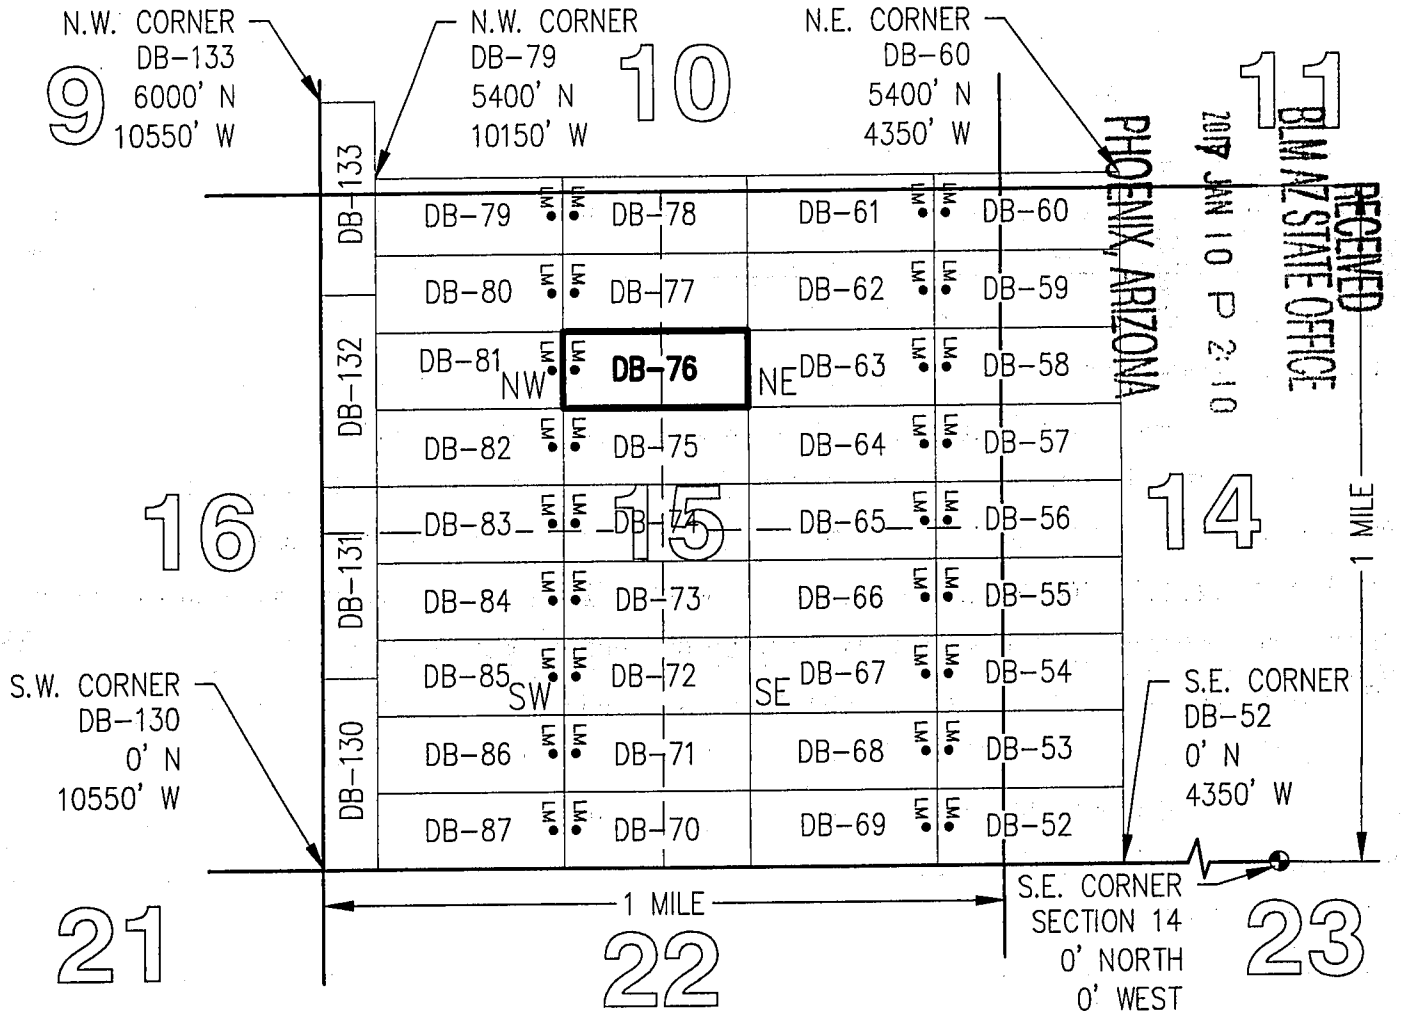 N.W. CORNER
DB-133
6000' N
10550' W
N.W. CORNER
DB-79
5400' N
10150' W
N.E. CORNER
DB-60
5400' N
4350' W
9
10
11
RECEIVED
BLM AZ STATE OFFICE
2017 JAN 10 P 2:10
PHOENIX, ARIZONA
DB-133
DB-132
DB-131
DB-130
DB-79 LM LM DB-78 DB-61 LM LM DB-60
DB-80 LM LM DB-77 DB-62 LM LM DB-59
DB-81 LM LM DB-76 DB-63 LM LM DB-58
NW NE
DB-82 LM LM DB-75 DB-64 LM LM DB-57
16 15 14
DB-83 LM LM DB-74 DB-65 LM LM DB-56
DB-84 LM LM DB-73 DB-66 LM LM DB-55
DB-85 LM LM DB-72 DB-67 LM LM DB-54
SW SE
DB-86 LM LM DB-71 DB-68 LM LM DB-53
DB-87 LM LM DB-70 DB-69 LM LM DB-52
1 MILE
S.W. CORNER
DB-130
0' N
10550' W
S.E. CORNER
DB-52
0' N
4350' W
1 MILE
S.E. CORNER
SECTION 14
0' NORTH
0' WEST
21
22
23